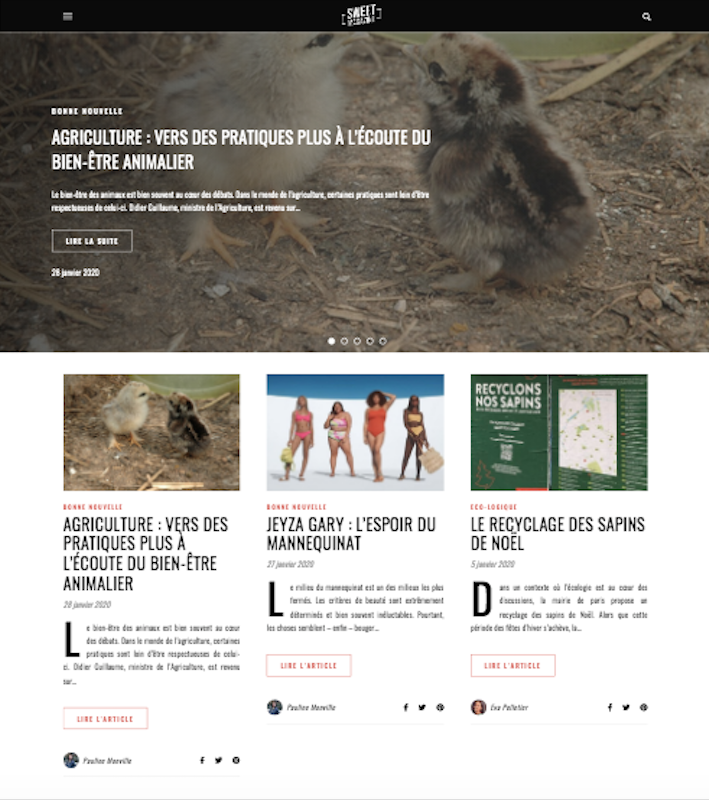 SWEET
BONNE NOUVELLE
AGRICULTURE : VERS DES PRATIQUES PLUS À L'ÉCOUTE DU
BIEN-ÊTRE ANIMALIER
Le bien-être des animaux est bien souvent au cœur des débats. Dans le monde de l'agriculture, certaines pratiques sont loin d'être
respectueuses de celui-ci. Didier Guillaume, ministre de l'Agriculture, est revenu sur...
LIRE LA SUITE
28 janvier 2020
BONNE NOUVELLE
AGRICULTURE : VERS DES
PRATIQUES PLUS À
L'ÉCOUTE DU BIEN-ÊTRE
ANIMALIER
28 janvier 2020
Le bien-être des animaux est bien souvent au cœur
des débats. Dans le monde de l'agriculture, certaines
pratiques sont loin d'être respectueuses de celui-
ci. Didier Guillaume, ministre de l'Agriculture, est revenu
sur...
LIRE L'ARTICLE
Pauline Manville
BONNE NOUVELLE
JEYZA GARY : L'ESPOIR DU
MANNEQUINAT
27 janvier 2020
Le milieu du mannequinat est un des milieux les plus
fermés. Les critères de beauté sont extrêmement
déterminés et bien souvent inéluctables. Pourtant,
les choses semblent – enfin – bouger...
LIRE L'ARTICLE
Pauline Manville
RECYCLONS
NOS SAPINS
ECO-LOGIQUE
LE RECYCLAGE DES SAPINS
DE NOËL
5 janvier 2020
Dans un contexte où l'écologie est au cœur des
discussions, la mairie de paris propose un
recyclage des sapins de Noël. Alors que cette
période des fêtes d'hiver s'achève, la...
LIRE L'ARTICLE
Eva Pelletier